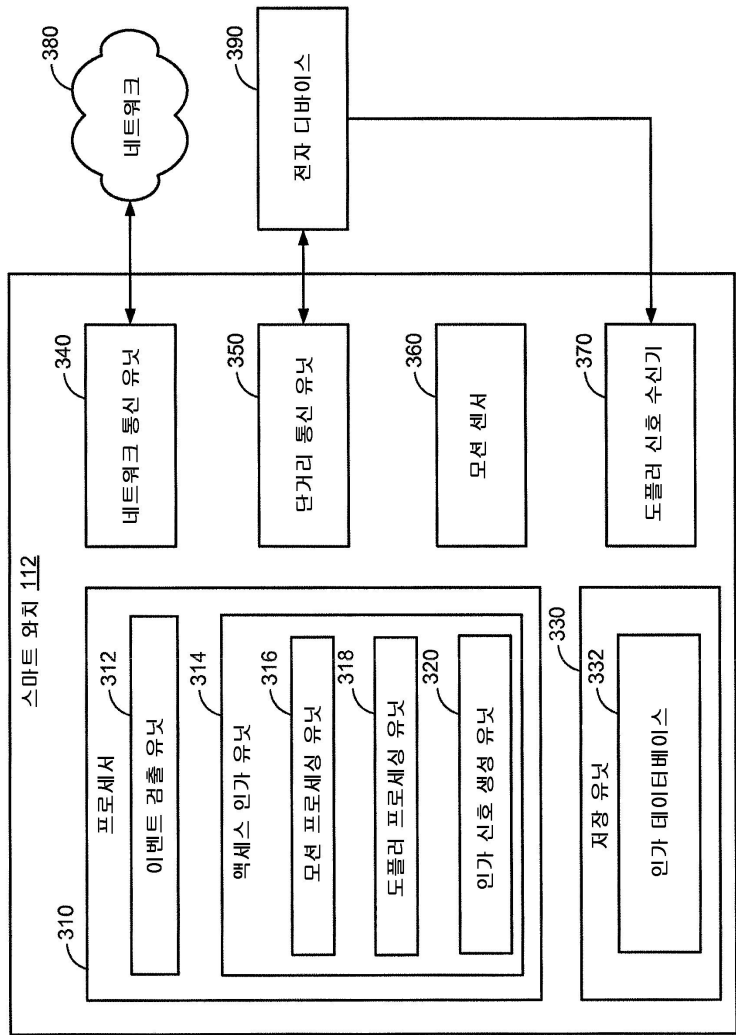 스마트 와치 112
310
프로세서
312
이벤트 검출 유닛
314
액세스 인가 유닛
316
모션 프로세싱 유닛
318
도플러 프로세싱 유닛
320
인가 신호 생성 유닛
330
저장 유닛
332
인가 데이터베이스
340
네트워크 통신 유닛
350
단거리 통신 유닛
360
모션 센서
370
도플러 신호 수신기
380
네트워크
390
전자 디바이스